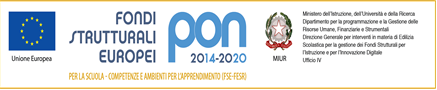 Unione Europea
FONDI
STRUTTURALI
EUROPEI
pon
2014-2020
PER LA SCUOLA - COMPETENZE E AMBIENTI PER L'APPRENDIMENTO (FSE-FESR)
MIUR
Ministero dell'Istruzione, dell'Università e della Ricerca
Dipartimento per la programmazione e la Gestione delle
Risorse Umane, Finanziarie e Strumentali
Direzione Generale per interventi in materia di Edilizia
Scolastica per la gestione dei Fondi Strutturali per
l'Istruzione e per l'Innovazione Digitale
Ufficio IV